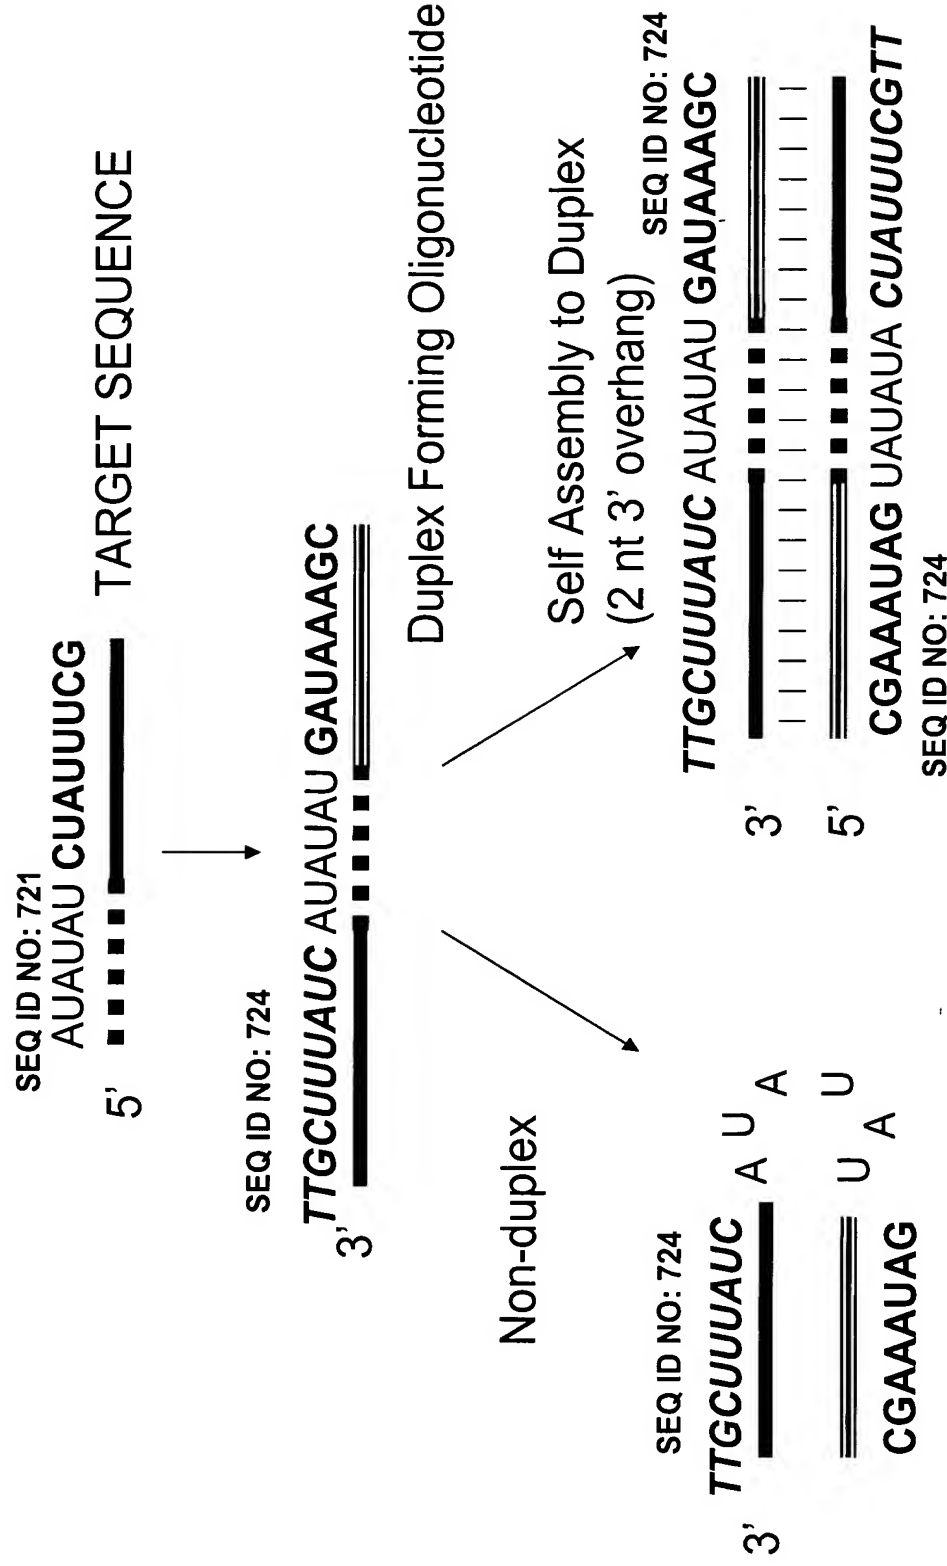 SEQ ID NO: 721
AUAUAU CUAUUUCG
5' TARGET SEQUENCE
SEQ ID NO: 724
TTGCUUUAUC AUAUAU GAUAAAGC
3'
Duplex Forming Oligonucleotide
Non-duplex
SEQ ID NO: 724
TTGCUUUAUC
3'
A U A
U A U
CGAAAUAG
Self Assembly to Duplex
(2 nt 3' overhang)
SEQ ID NO: 724
TTGCUUUAUC AUAUAU GAUAAAGC
3'
5'
CGAAAUAG UAUAUA CUAUUUCGTT
SEQ ID NO: 724